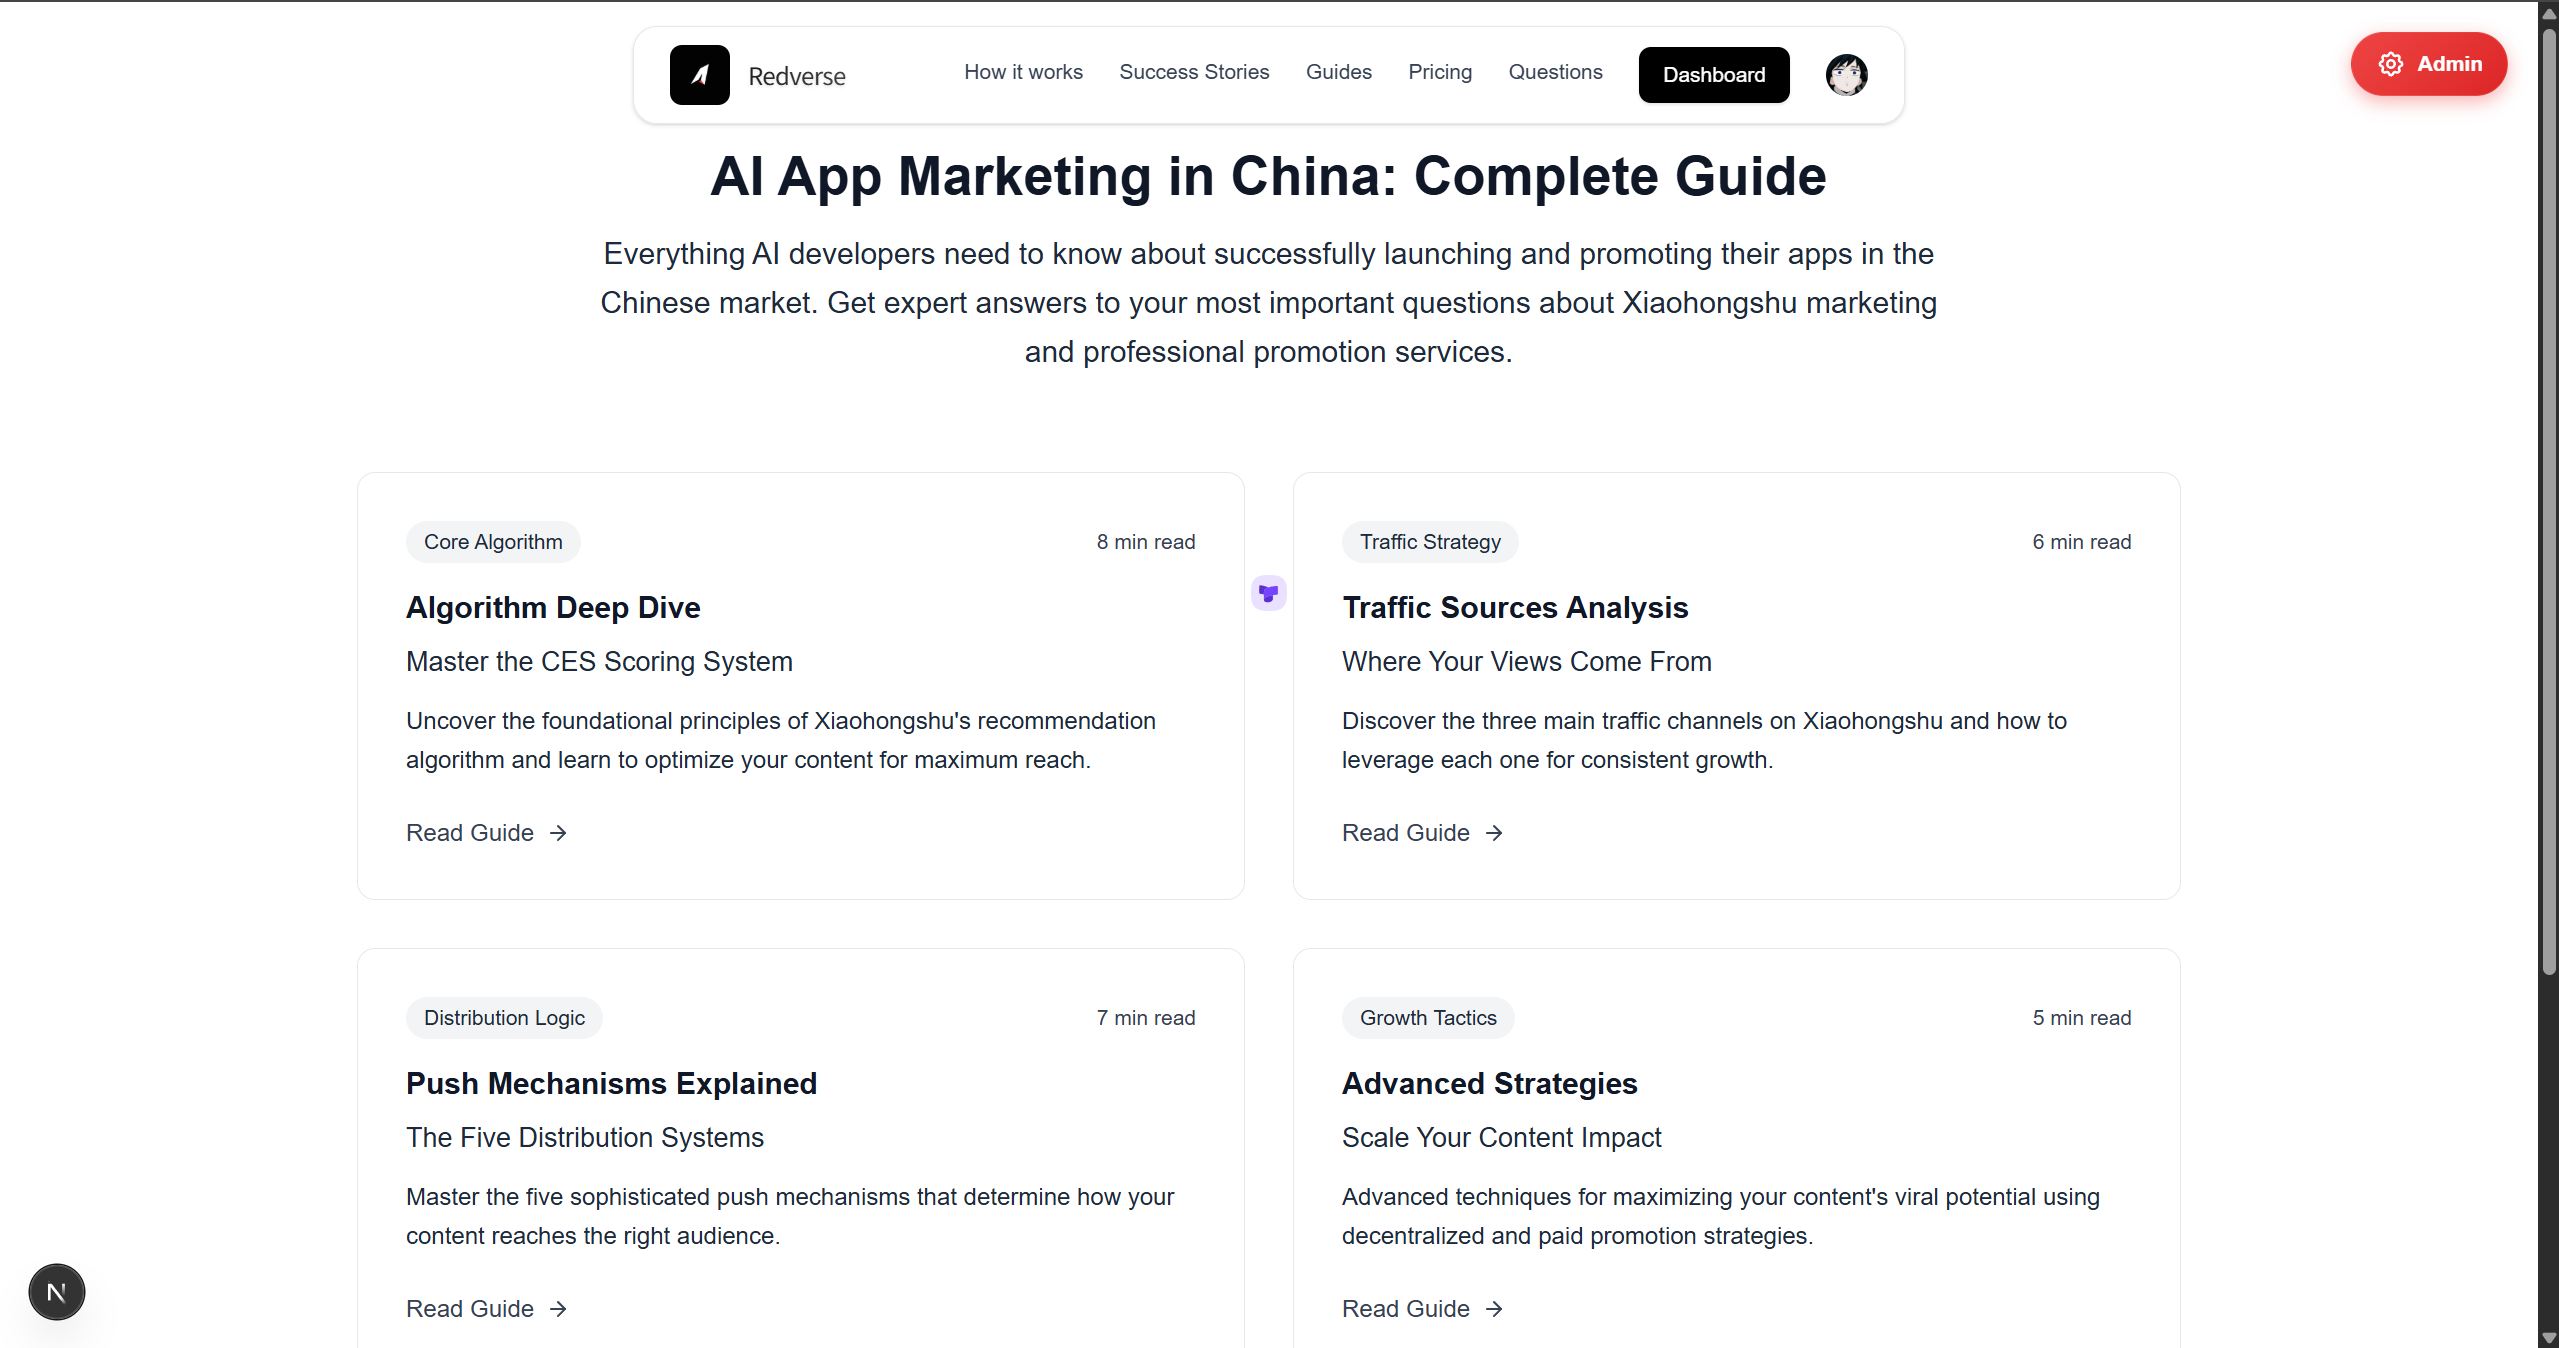 Redverse
How it works
Success Stories
Guides
Pricing
Questions
Dashboard
Admin
AI App Marketing in China: Complete Guide
Everything AI developers need to know about successfully launching and promoting their apps in the
Chinese market. Get expert answers to your most important questions about Xiaohongshu marketing
and professional promotion services.
Core Algorithm
8 min read
Algorithm Deep Dive
Master the CES Scoring System
Uncover the foundational principles of Xiaohongshu's recommendation
algorithm and learn to optimize your content for maximum reach.
Read Guide
Traffic Strategy
6 min read
Traffic Sources Analysis
Where Your Views Come From
Discover the three main traffic channels on Xiaohongshu and how to
leverage each one for consistent growth.
Read Guide
Distribution Logic
7 min read
Push Mechanisms Explained
The Five Distribution Systems
Master the five sophisticated push mechanisms that determine how your
content reaches the right audience.
Read Guide
Growth Tactics
5 min read
Advanced Strategies
Scale Your Content Impact
Advanced techniques for maximizing your content's viral potential using
decentralized and paid promotion strategies.
Read Guide
N